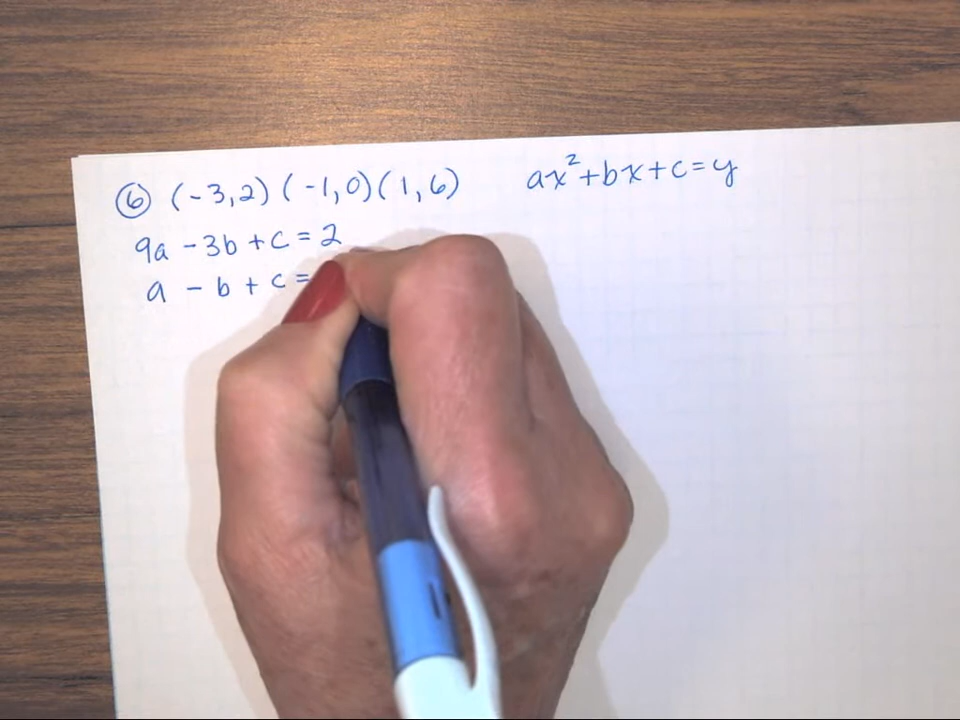 ⑥ (-3,2) (-1,0) (1,6) ax²+bx+c=y
9a -3b +c = 2
a - b + c =